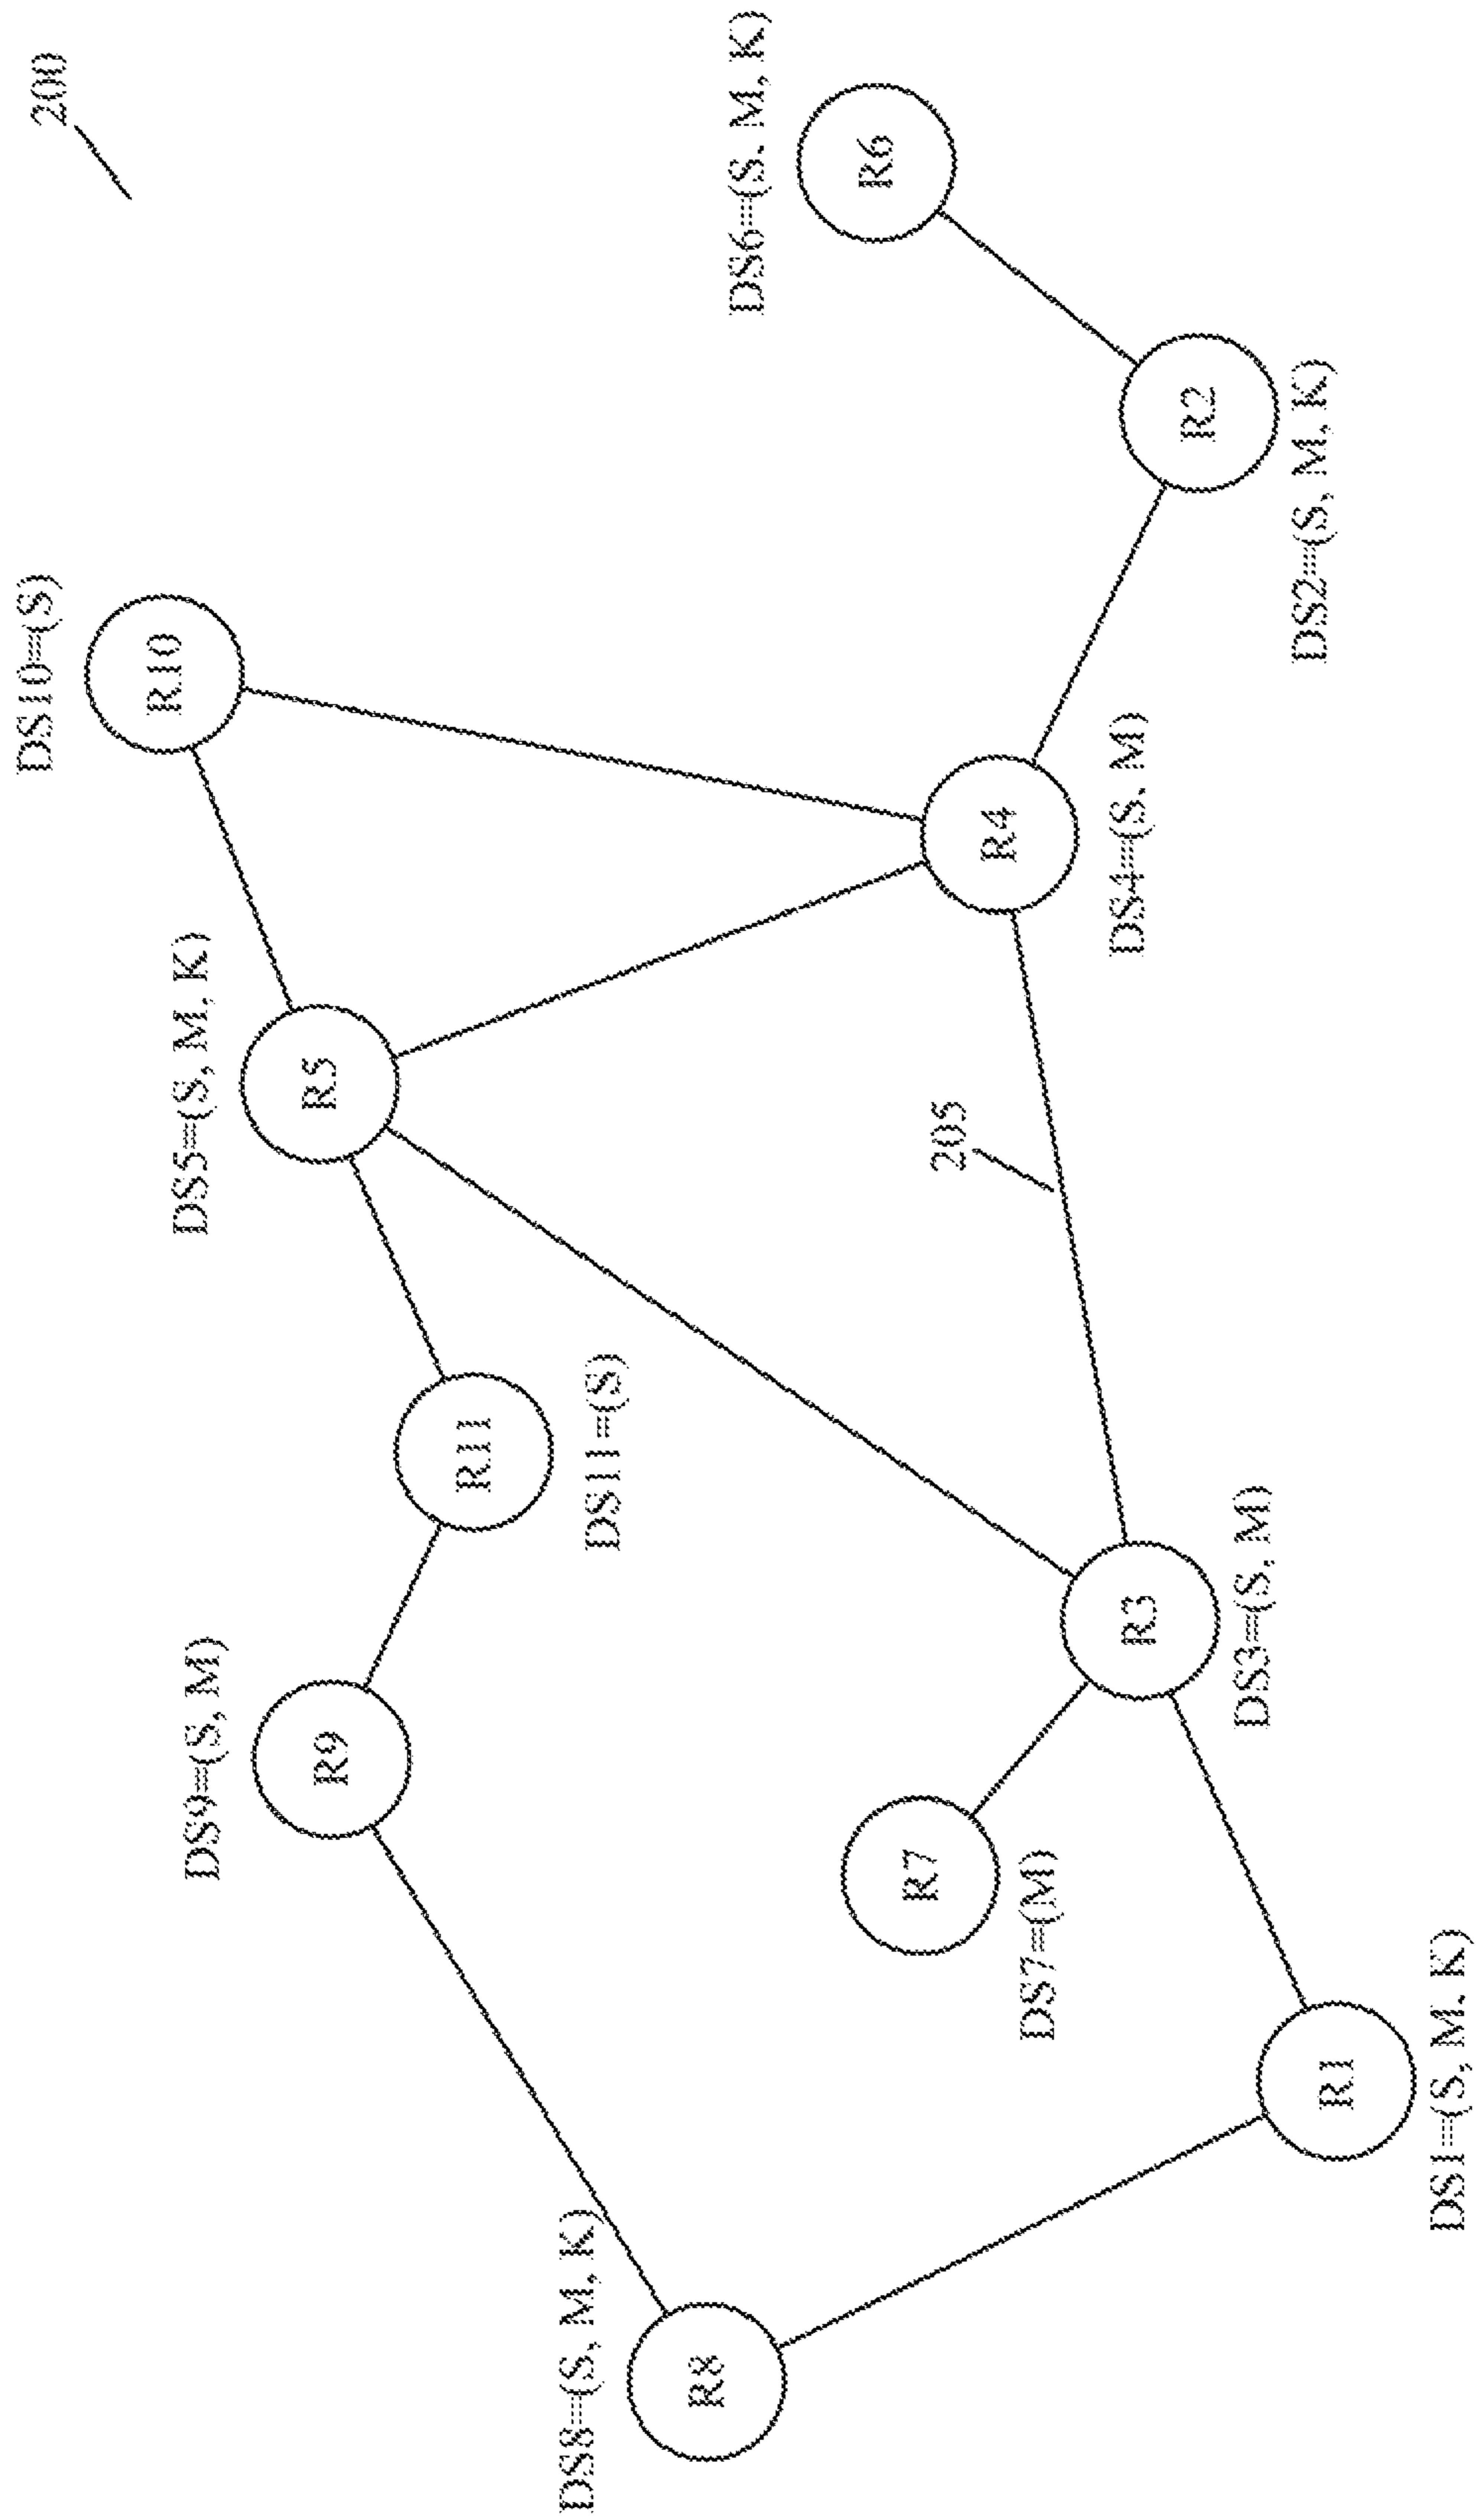 200
DS8=(S, M, K)
R8
DS9=(S, M)
R9
R11
DS11=(S)
DS5=(S, M, K)
R5
DS10=(S)
R10
DS6=(S. M, K)
R6
R7
DS7=(M)
205
R4
DS4=(S. M)
R3
DS3=(S, M)
R2
DS2=(S, M, K)
R1
DS1=(S, M. K)